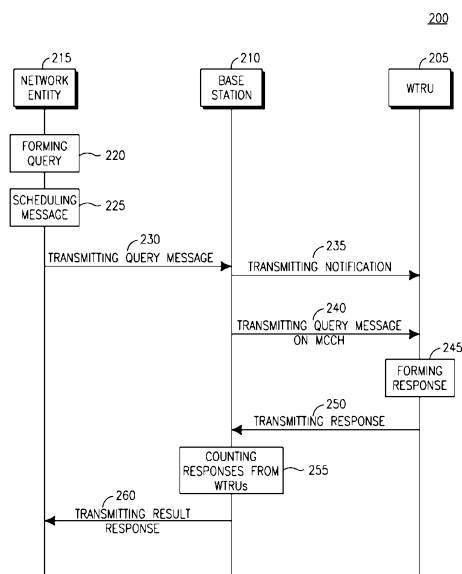 200
215
NETWORK
ENTITY
210
BASE
STATION
205
WTRU
FORMING
QUERY
220
SCHEDULING
MESSAGE
225
230
TRANSMITTING QUERY MESSAGE
235
TRANSMITTING NOTIFICATION
240
TRANSMITTING QUERY MESSAGE
ON MCCH
245
FORMING
RESPONSE
250
TRANSMITTING RESPONSE
COUNTING
RESPONSES FROM
WTRUs
255
260
TRANSMITTING RESULT
RESPONSE